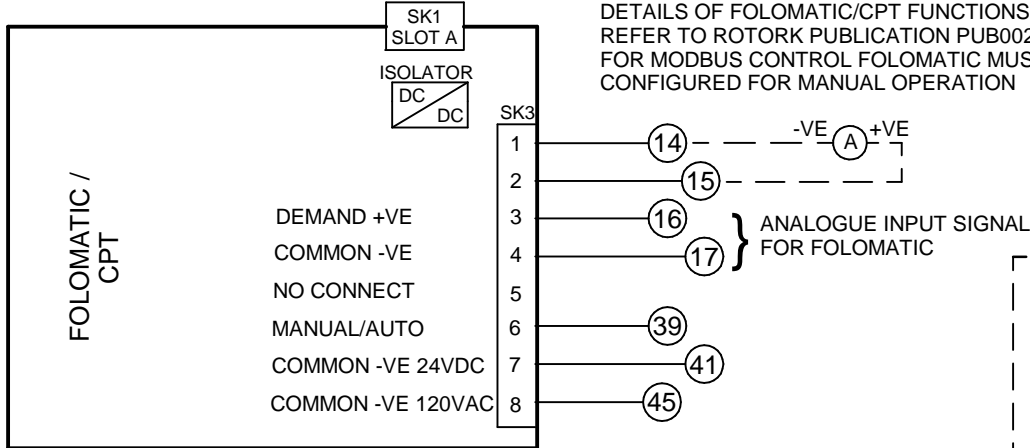 SK1
SLOT A
DETAILS OF FOLOMATIC/CPT FUNCTIONS
REFER TO ROTORK PUBLICATION PUB002
FOR MODBUS CONTROL FOLOMATIC MUS
CONFIGURED FOR MANUAL OPERATION
ISOLATOR
DC
DC
SK3
FOLOMATIC /
CPT
1 14 -VE A +VE
2 15
DEMAND +VE 3 16
COMMON -VE 4 17
ANALOGUE INPUT SIGNAL
FOR FOLOMATIC
NO CONNECT 5
MANUAL/AUTO 6 39
COMMON -VE 24VDC 7 41
COMMON -VE 120VAC 8 45